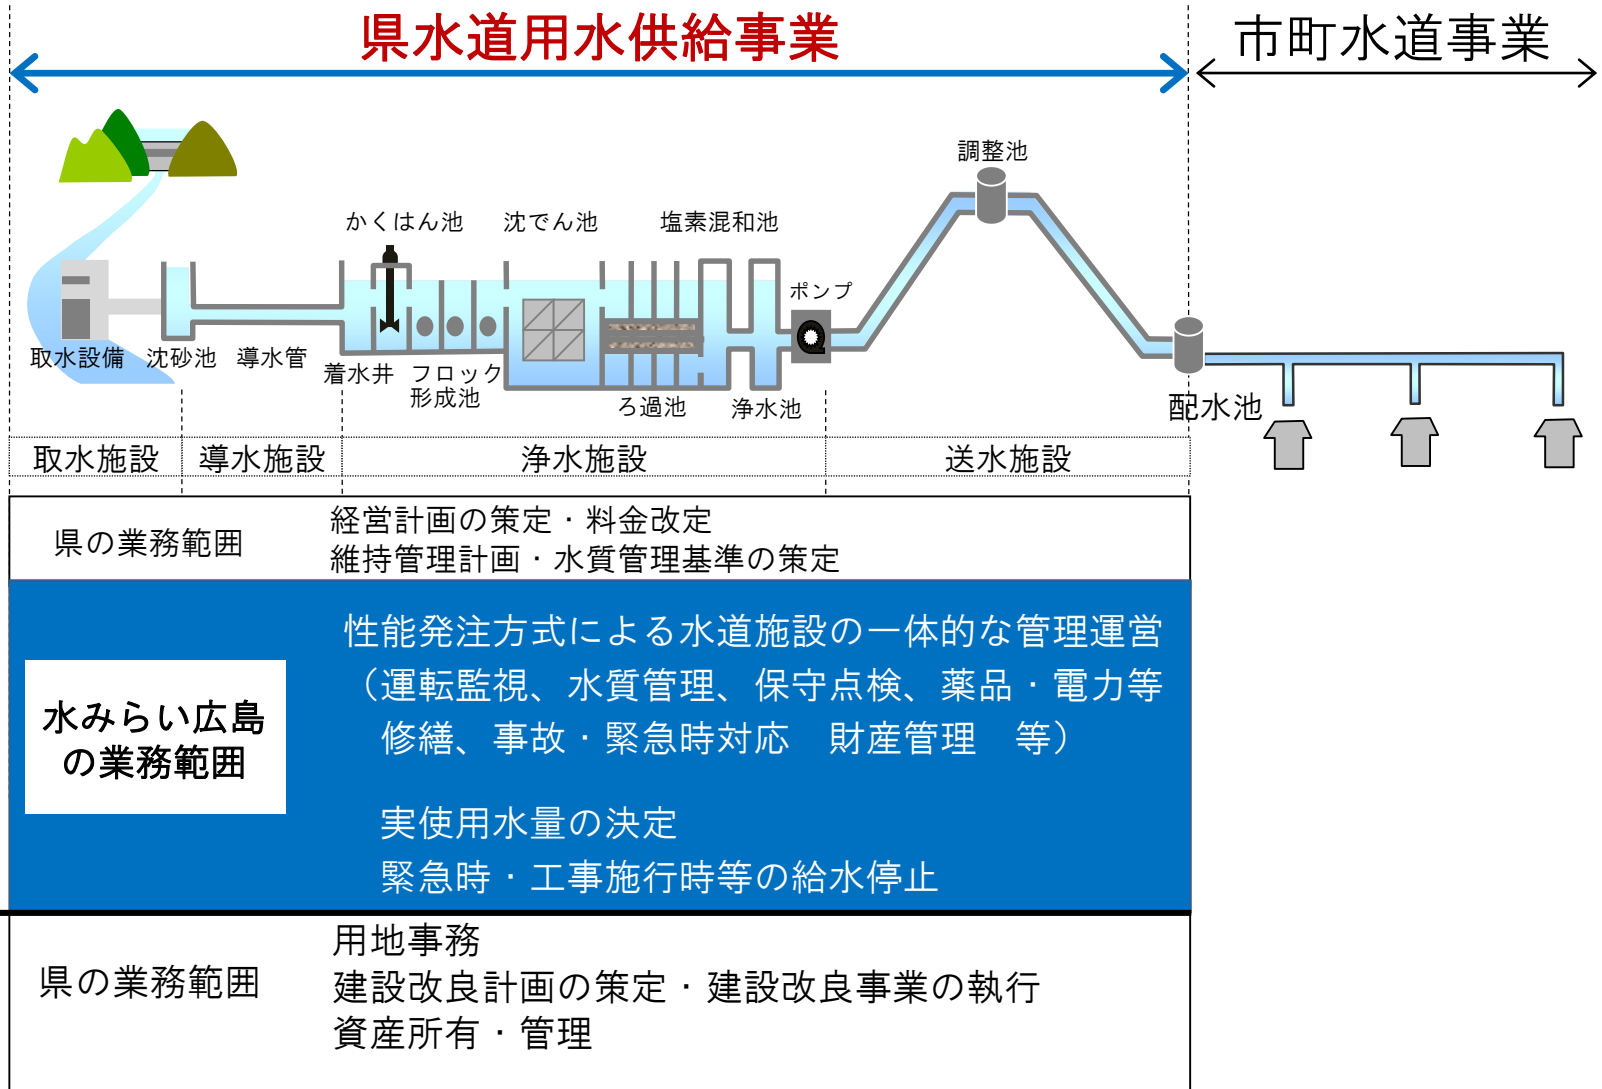 県水道用水供給事業
市町水道事業
調整池
かくはん池
沈でん池
塩素混和池
ポンプ
取水設備
沈砂池
導水管
着水井
フロック
形成池
ろ過池
浄水池
配水池
取水施設
導水施設
浄水施設
送水施設
県の業務範囲
経営計画の策定・料金改定
維持管理計画・水質管理基準の策定
水みらい広島
の業務範囲
性能発注方式による水道施設の一体的な管理運営
（運転監視、水質管理、保守点検、薬品・電力等
修繕、事故・緊急時対応　財産管理　等）
実使用水量の決定
緊急時・工事施行時等の給水停止
県の業務範囲
用地事務
建設改良計画の策定・建設改良事業の執行
資産所有・管理